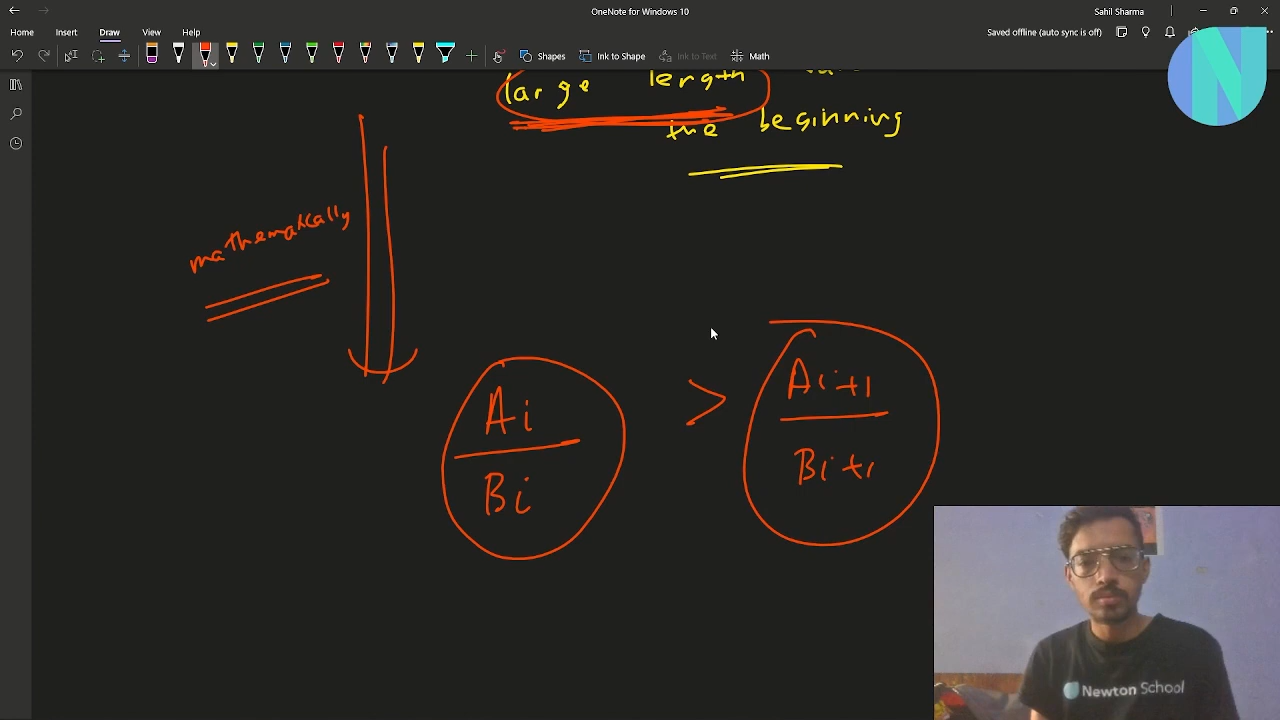 OneNote for Windows 10
Sahil Sharma
Home Insert Draw View Help
Saved offline (auto sync is off)
Shapes Ink to Shape Ink to Text Math
large length
the beginning
mathematically
Ai > Ai+1
Bi Bi+1
Newton School